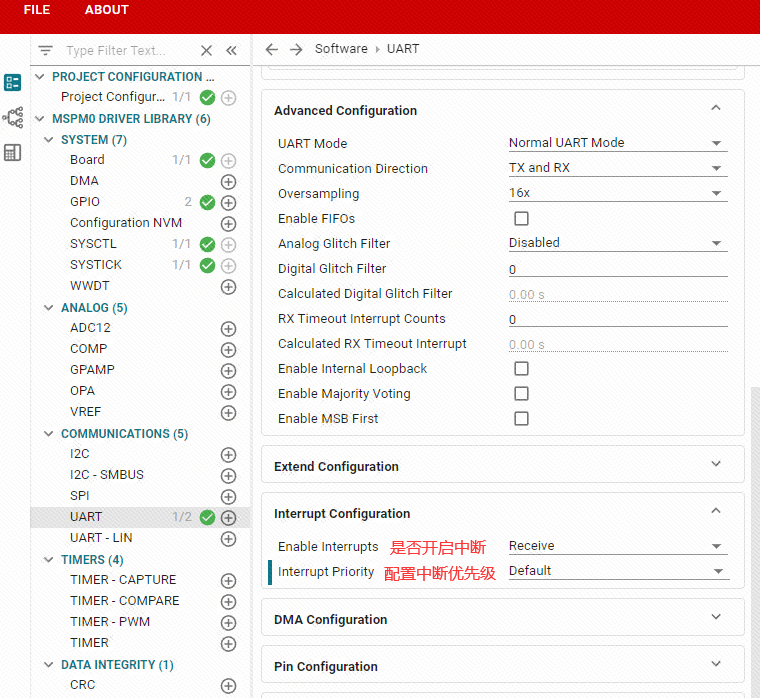 FILE ABOUT
Type Filter Text...
Software UART
PROJECT CONFIGURATION ...
Project Configur... 1/1
MSPM0 DRIVER LIBRARY (6)
SYSTEM (7)
Board 1/1
DMA
GPIO 2
Configuration NVM
SYSCTL 1/1
SYSTICK 1/1
WWDT
ANALOG (5)
ADC12
COMP
GPAMP
OPA
VREF
COMMUNICATIONS (5)
I2C
I2C - SMBUS
SPI
UART 1/2
UART - LIN
TIMERS (4)
TIMER - CAPTURE
TIMER - COMPARE
TIMER - PWM
TIMER
DATA INTEGRITY (1)
CRC
Advanced Configuration
UART Mode Normal UART Mode
Communication Direction TX and RX
Oversampling 16x
Enable FIFOs
Analog Glitch Filter Disabled
Digital Glitch Filter 0
Calculated Digital Glitch Filter 0.00 s
RX Timeout Interrupt Counts 0
Calculated RX Timeout Interrupt 0.00 s
Enable Internal Loopback
Enable Majority Voting
Enable MSB First
Extend Configuration
Interrupt Configuration
Enable Interrupts 是否开启中断 Receive
Interrupt Priority 配置中断优先级 Default
DMA Configuration
Pin Configuration